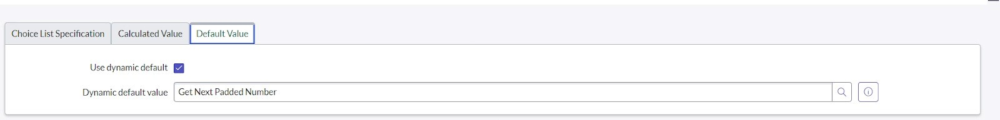 Choice List Specification Calculated Value Default Value
Use dynamic default
Dynamic default value Get Next Padded Number